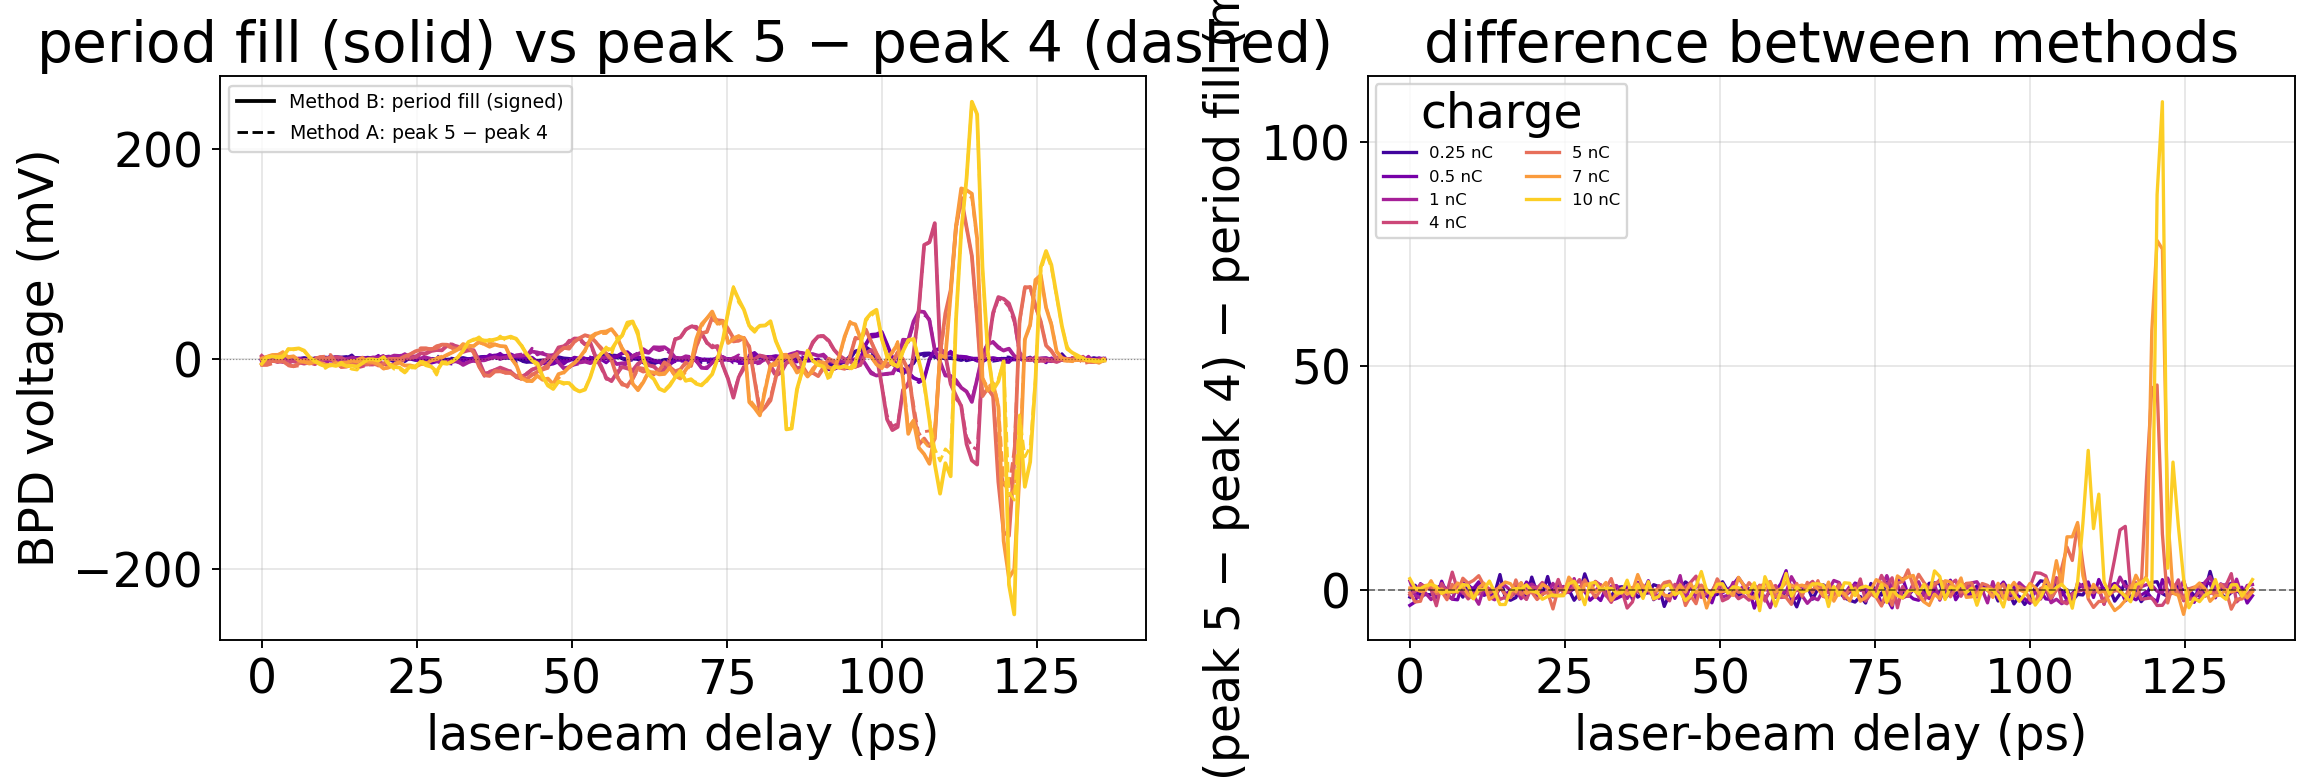 period fill (solid) vs peak 5 − peak 4 (dashed)
difference between methods
BPD voltage (mV)
200
0
−200
Method B: period fill (signed)
Method A: peak 5 − peak 4
0
25
50
75
100
125
laser-beam delay (ps)
(peak 5 − peak 4) − period fill (m
100
50
0
charge
0.25 nC
0.5 nC
1 nC
4 nC
5 nC
7 nC
10 nC
0
25
50
75
100
125
laser-beam delay (ps)